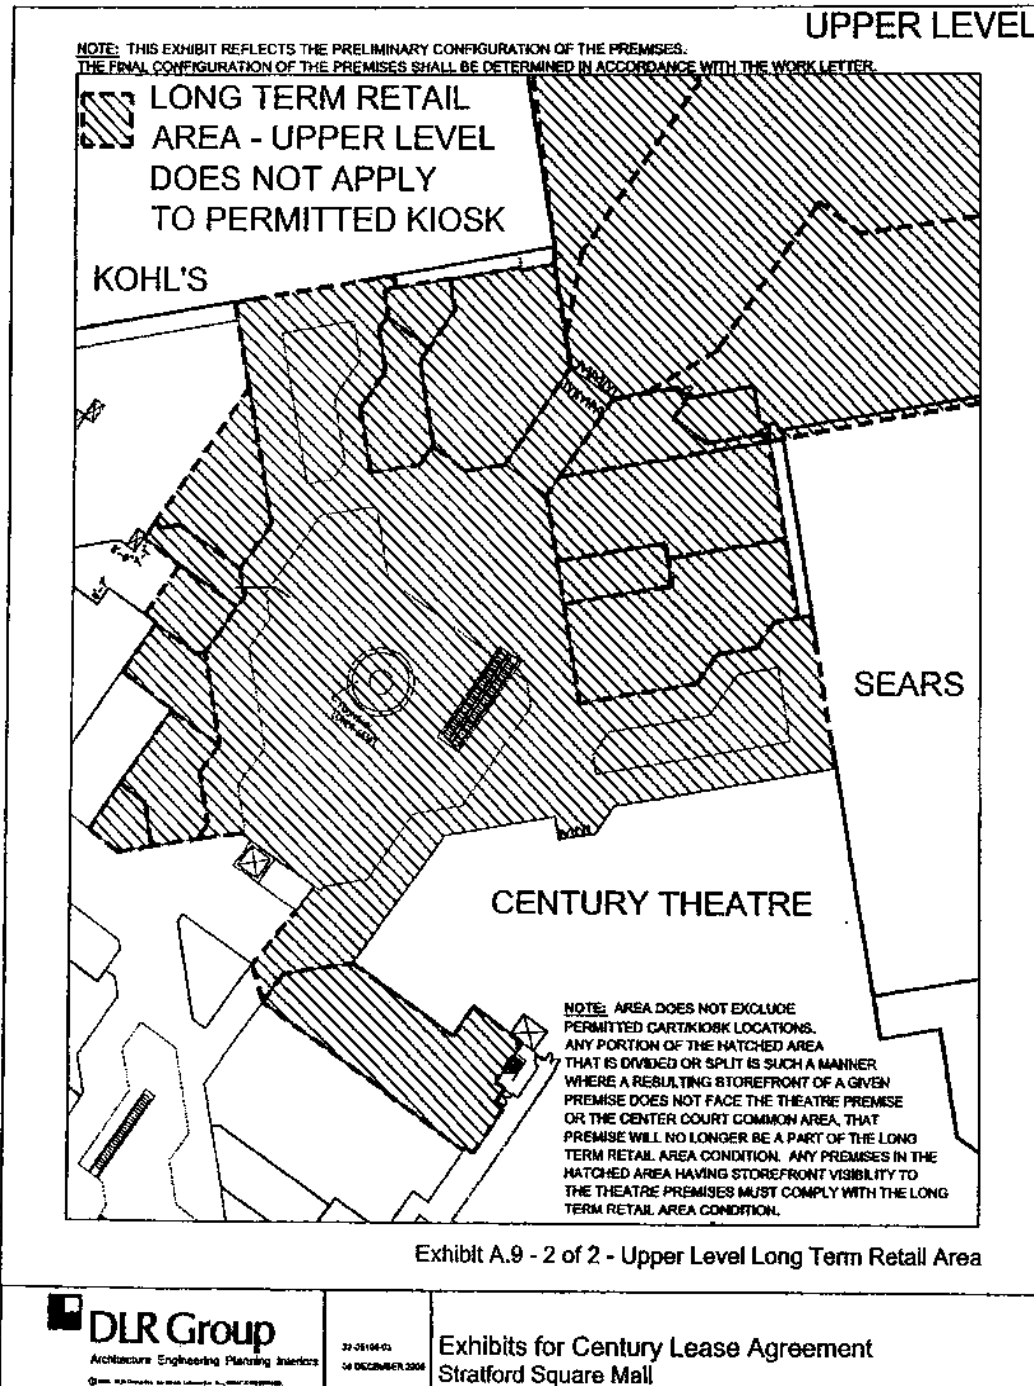 UPPER LEVEL
NOTE: THIS EXHIBIT REFLECTS THE PRELIMINARY CONFIGURATION OF THE PREMISES.
THE FINAL CONFIGURATION OF THE PREMISES SHALL BE DETERMINED IN ACCORDANCE WITH THE WORK LETTER.
LONG TERM RETAIL
AREA - UPPER LEVEL
DOES NOT APPLY
TO PERMITTED KIOSK
KOHL'S
SEARS
CENTURY THEATRE
NOTE: AREA DOES NOT EXCLUDE
PERMITTED CART/KIOSK LOCATIONS.
ANY PORTION OF THE HATCHED AREA
THAT IS DIVIDED OR SPLIT IS SUCH A MANNER
WHERE A RESULTING STOREFRONT OF A GIVEN
PREMISE DOES NOT FACE THE THEATRE PREMISE
OR THE CENTER COURT COMMON AREA, THAT
PREMISE WILL NO LONGER BE A PART OF THE LONG
TERM RETAIL AREA CONDITION. ANY PREMISES IN THE
HATCHED AREA HAVING STOREFRONT VISIBILITY TO
THE THEATRE PREMISES MUST COMPLY WITH THE LONG
TERM RETAIL AREA CONDITION.
Exhibit A.9 - 2 of 2 - Upper Level Long Term Retail Area
DLR Group
Architecture Engineering Planning Interiors
DECEMBER
Exhibits for Century Lease Agreement
Stratford Square Mall